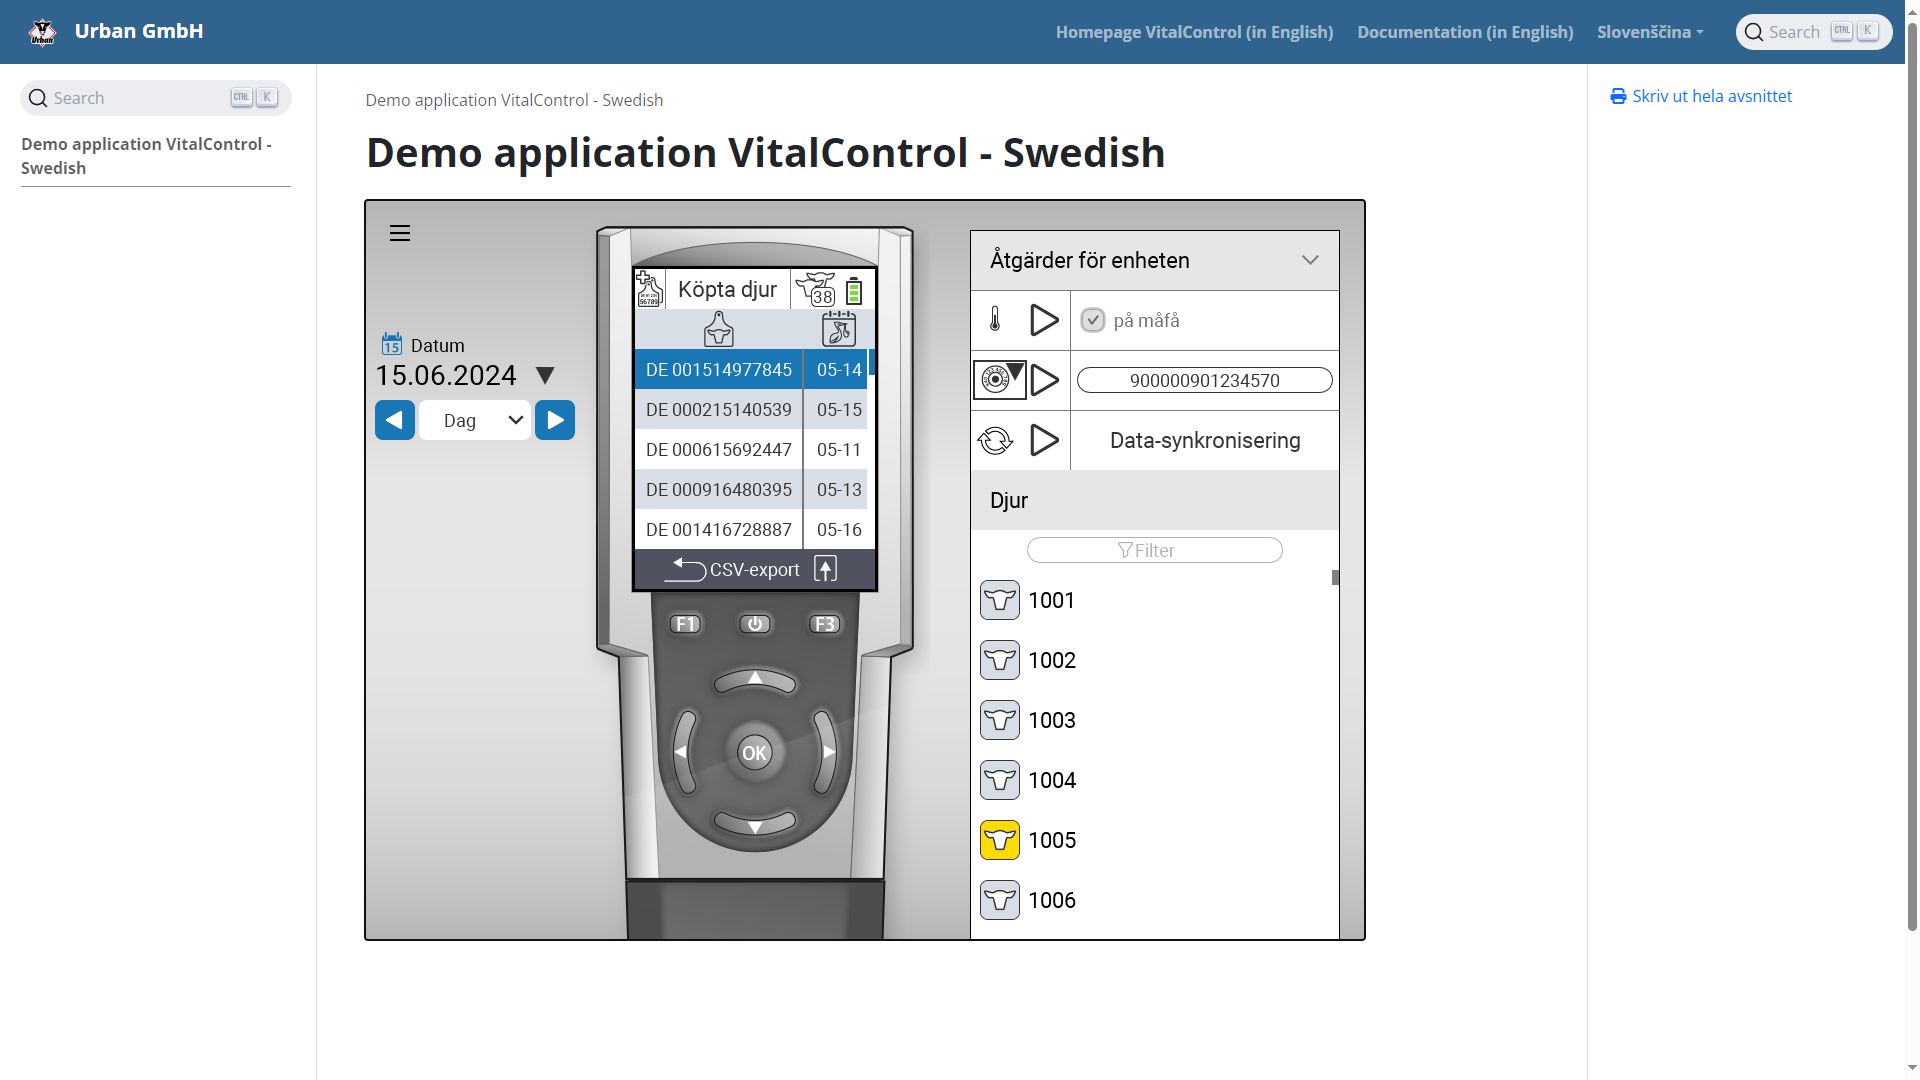 Urban GmbH
Homepage VitalControl (in English)
Documentation (in English)
Slovenščina
Search CTRL K
Search CTRL K
Demo application VitalControl - Swedish
Demo application VitalControl - Swedish
Demo application VitalControl - Swedish
Skriv ut hela avsnittet
15 Datum
15.06.2024
Dag
Köpta djur
38
DE 001514977845 05-14
DE 000215140539 05-15
DE 000615692447 05-11
DE 000916480395 05-13
DE 001416728887 05-16
CSV-export
F1
F3
OK
Åtgärder för enheten
på måfå
900000901234570
Data-synkronisering
Djur
Filter
1001
1002
1003
1004
1005
1006